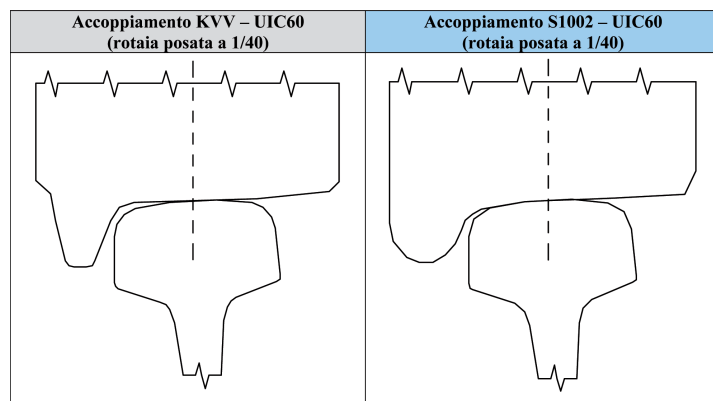 Accoppiamento KVV – UIC60
(rotaia posata a 1/40)
Accoppiamento S1002 – UIC60
(rotaia posata a 1/40)